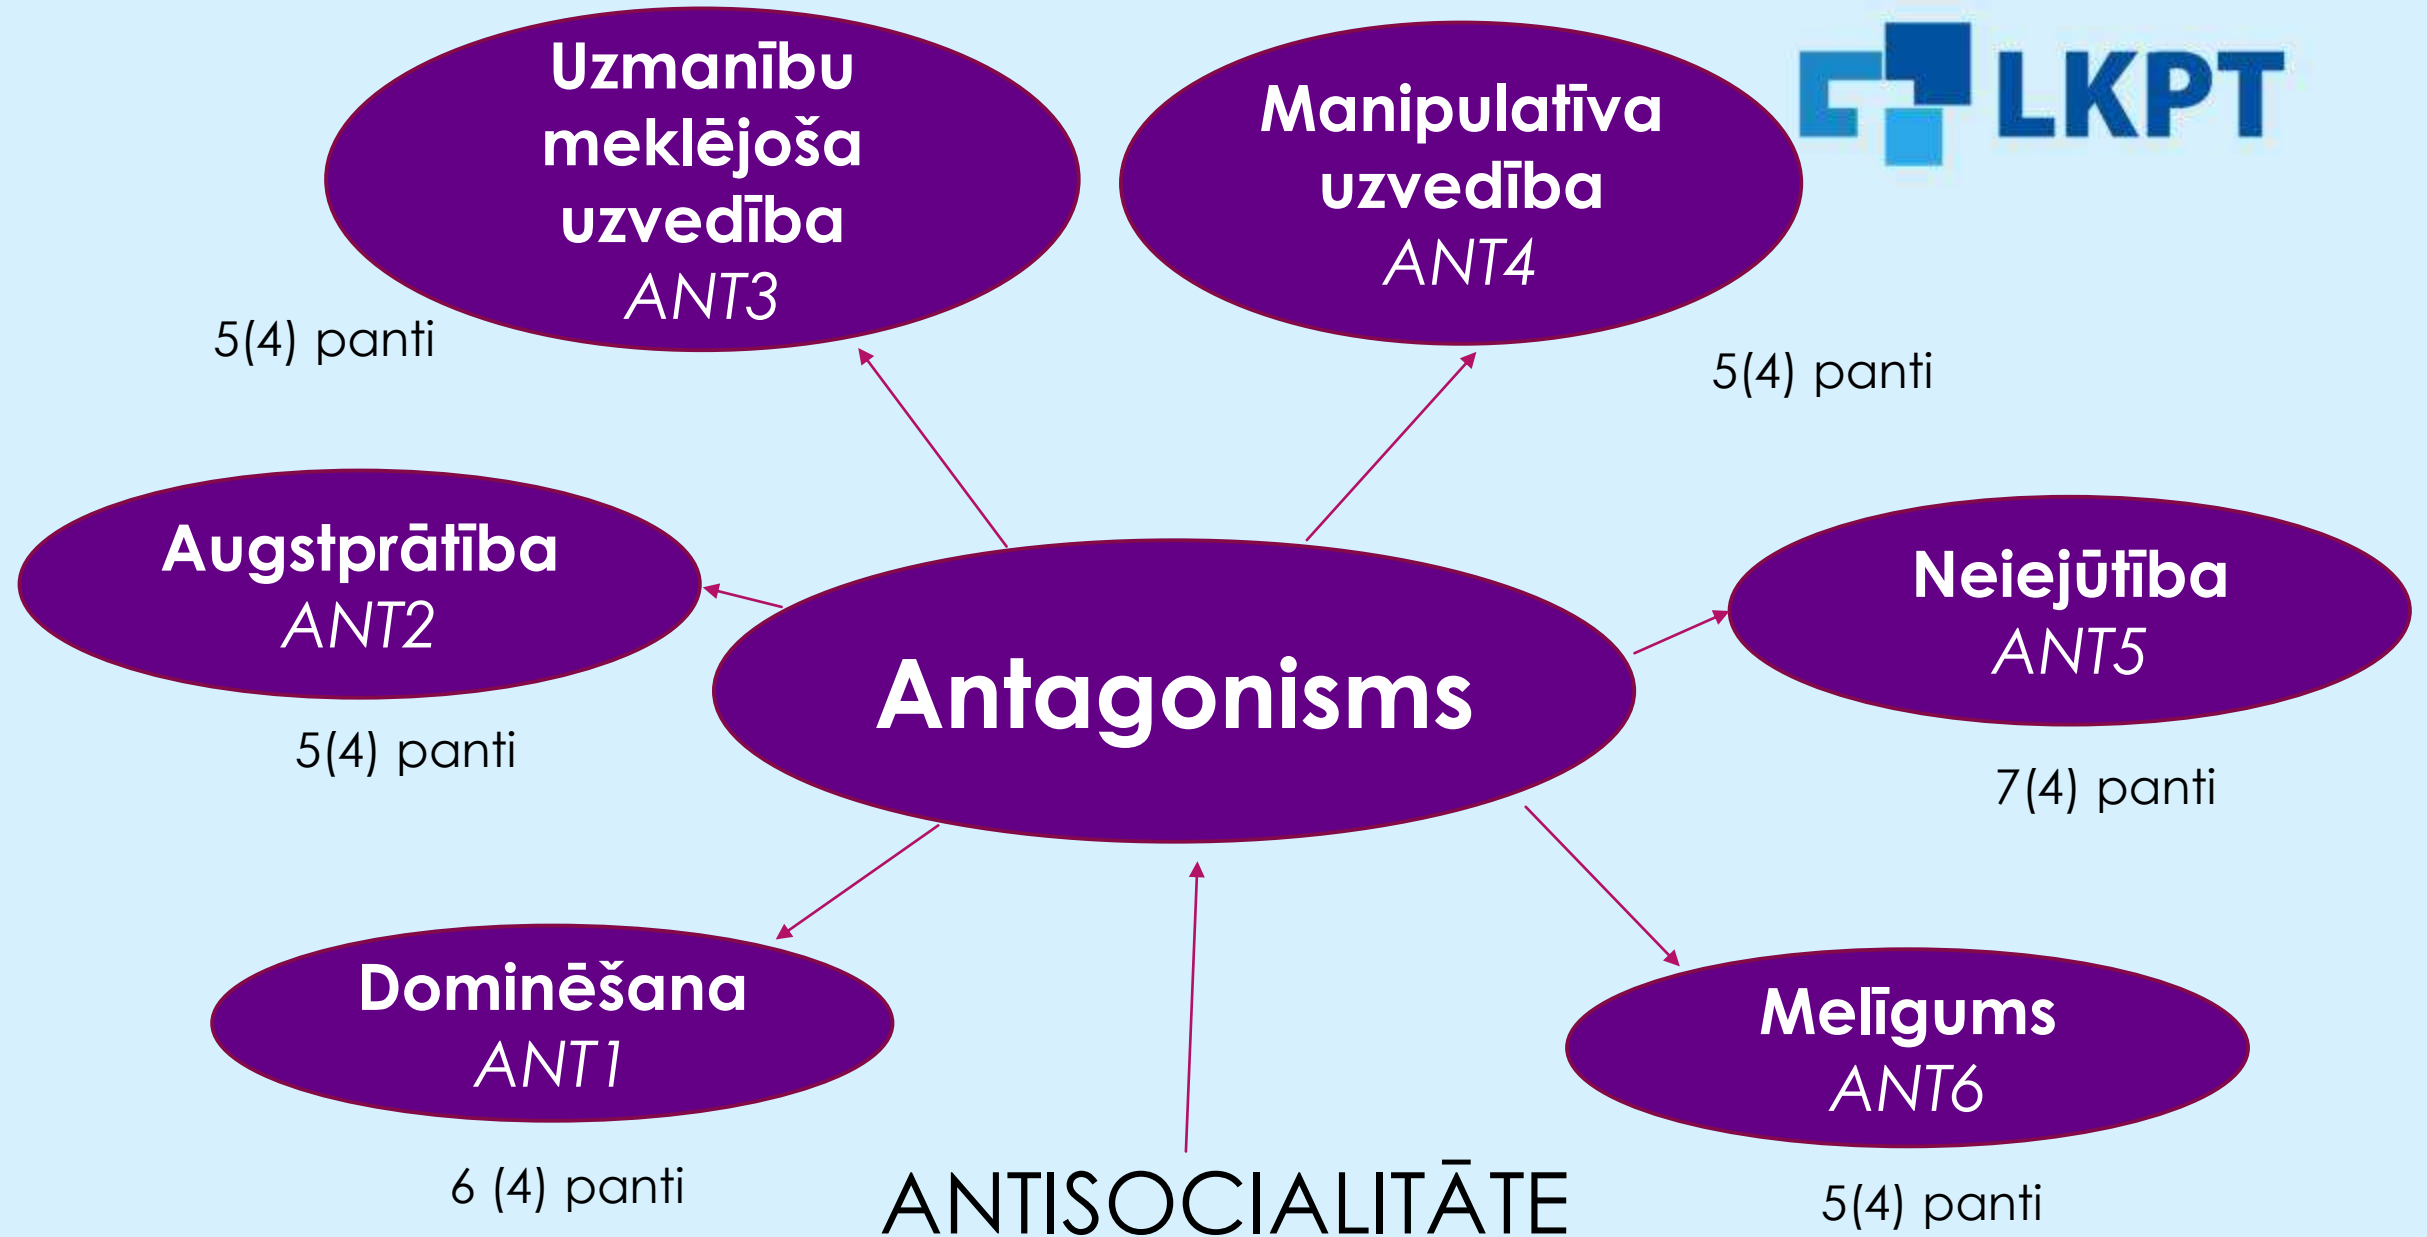 Uzmanību
meklējoša
uzvedība
ANT3
5(4) panti
Manipulatīva
uzvedība
ANT4
5(4) panti
LKPT
Augstprātība
ANT2
5(4) panti
Antagonisms
Neiejūtība
ANT5
7(4) panti
Dominēšana
ANT1
6 (4) panti
ANTISOCIALITĀTE
Melīgums
ANT6
5(4) panti